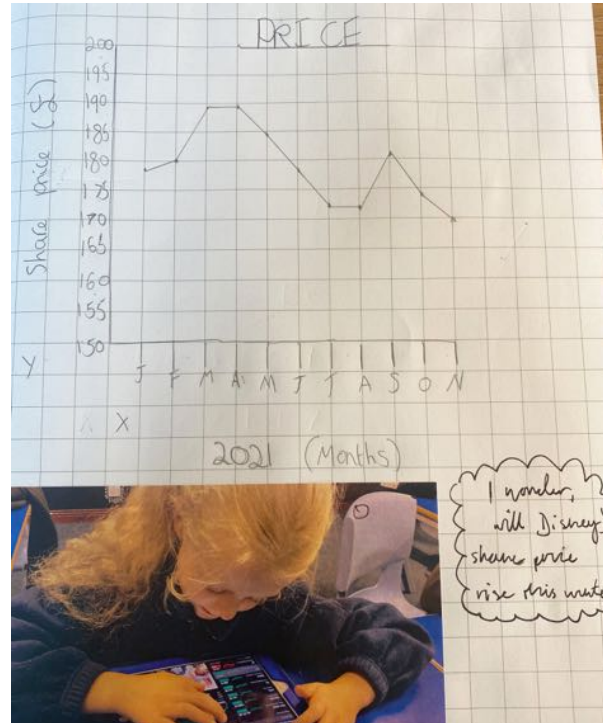 PRICE
Share price ($)
200
195
190
185
180
175
170
165
160
155
150
Y
J F M A M J J A S O N
X
2021 (Months)
I wonder,
will Disney's
share price
rise this